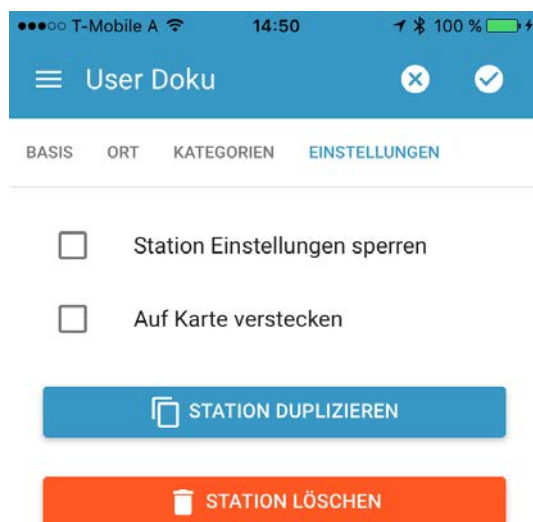 T-Mobile A 14:50 100 %
User Doku
BASIS ORT KATEGORIEN EINSTELLUNGEN
Station Einstellungen sperren
Auf Karte verstecken
STATION DUPLIZIEREN
STATION LÖSCHEN